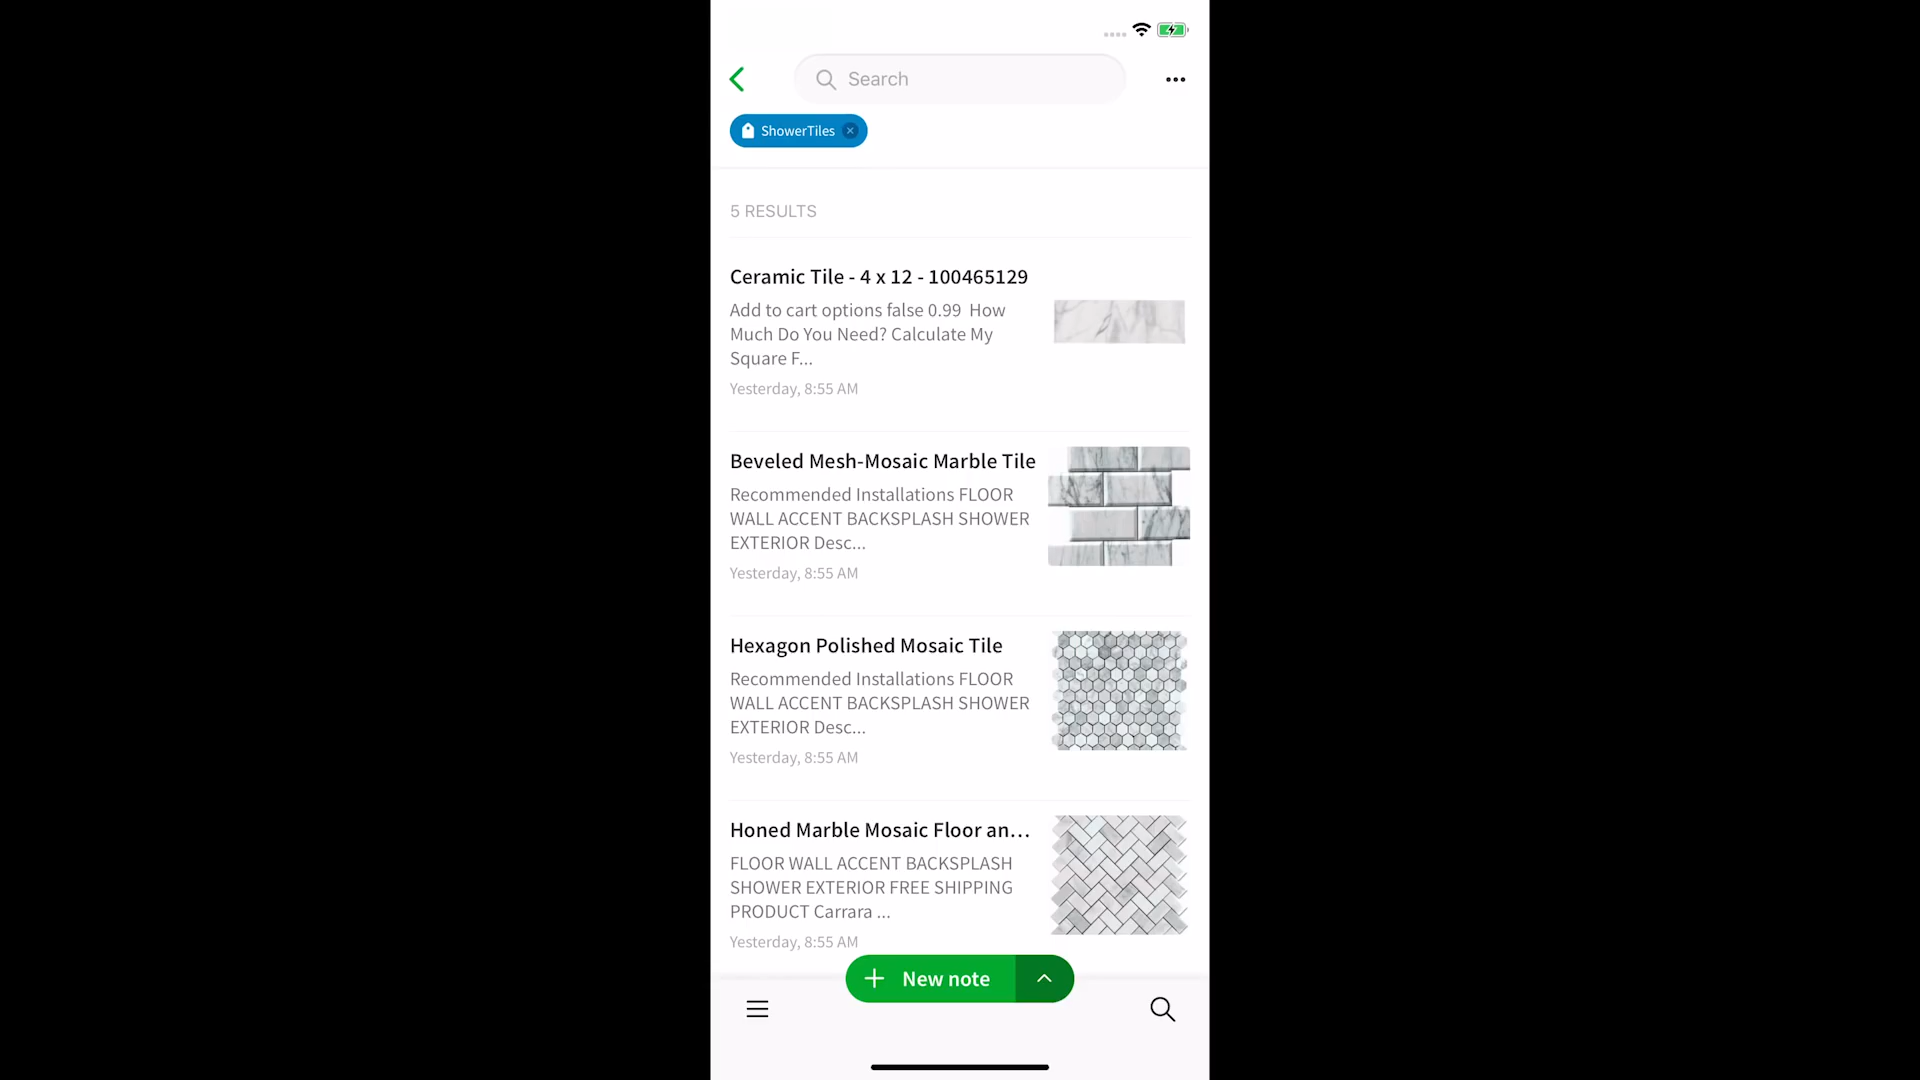 Search
ShowerTiles
5 RESULTS
Ceramic Tile - 4 x 12 - 100465129
Add to cart options false 0.99  How
Much Do You Need? Calculate My
Square F...
Yesterday, 8:55 AM
Beveled Mesh-Mosaic Marble Tile
Recommended Installations FLOOR
WALL ACCENT BACKSPLASH SHOWER
EXTERIOR Desc...
Yesterday, 8:55 AM
Hexagon Polished Mosaic Tile
Recommended Installations FLOOR
WALL ACCENT BACKSPLASH SHOWER
EXTERIOR Desc...
Yesterday, 8:55 AM
Honed Marble Mosaic Floor an...
FLOOR WALL ACCENT BACKSPLASH
SHOWER EXTERIOR FREE SHIPPING
PRODUCT Carrara ...
Yesterday, 8:55 AM
New note